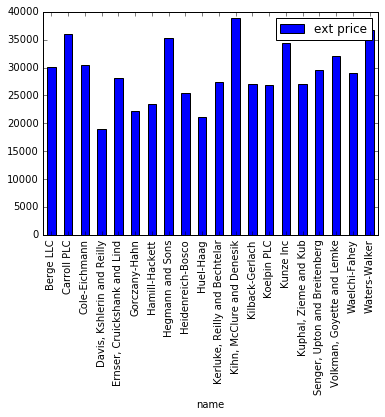 40000
35000
30000
25000
20000
15000
10000
5000
0
ext price
Berge LLC
Carroll PLC
Cole-Eichmann
Davis, Kshlerin and Reilly
Ernser, Cruickshank and Lind
Gorczany-Hahn
Hamill-Hackett
Hegmann and Sons
Heidenreich-Bosco
Huel-Haag
Kerluke, Reilly and Bechtelar
Kihn, McClure and Denesik
Kilback-Gerlach
Koelpin PLC
Kunze Inc
Kuphal, Zieme and Kub
Senger, Upton and Breitenberg
Volkman, Goyette and Lemke
Waelchi-Fahey
Waters-Walker
name